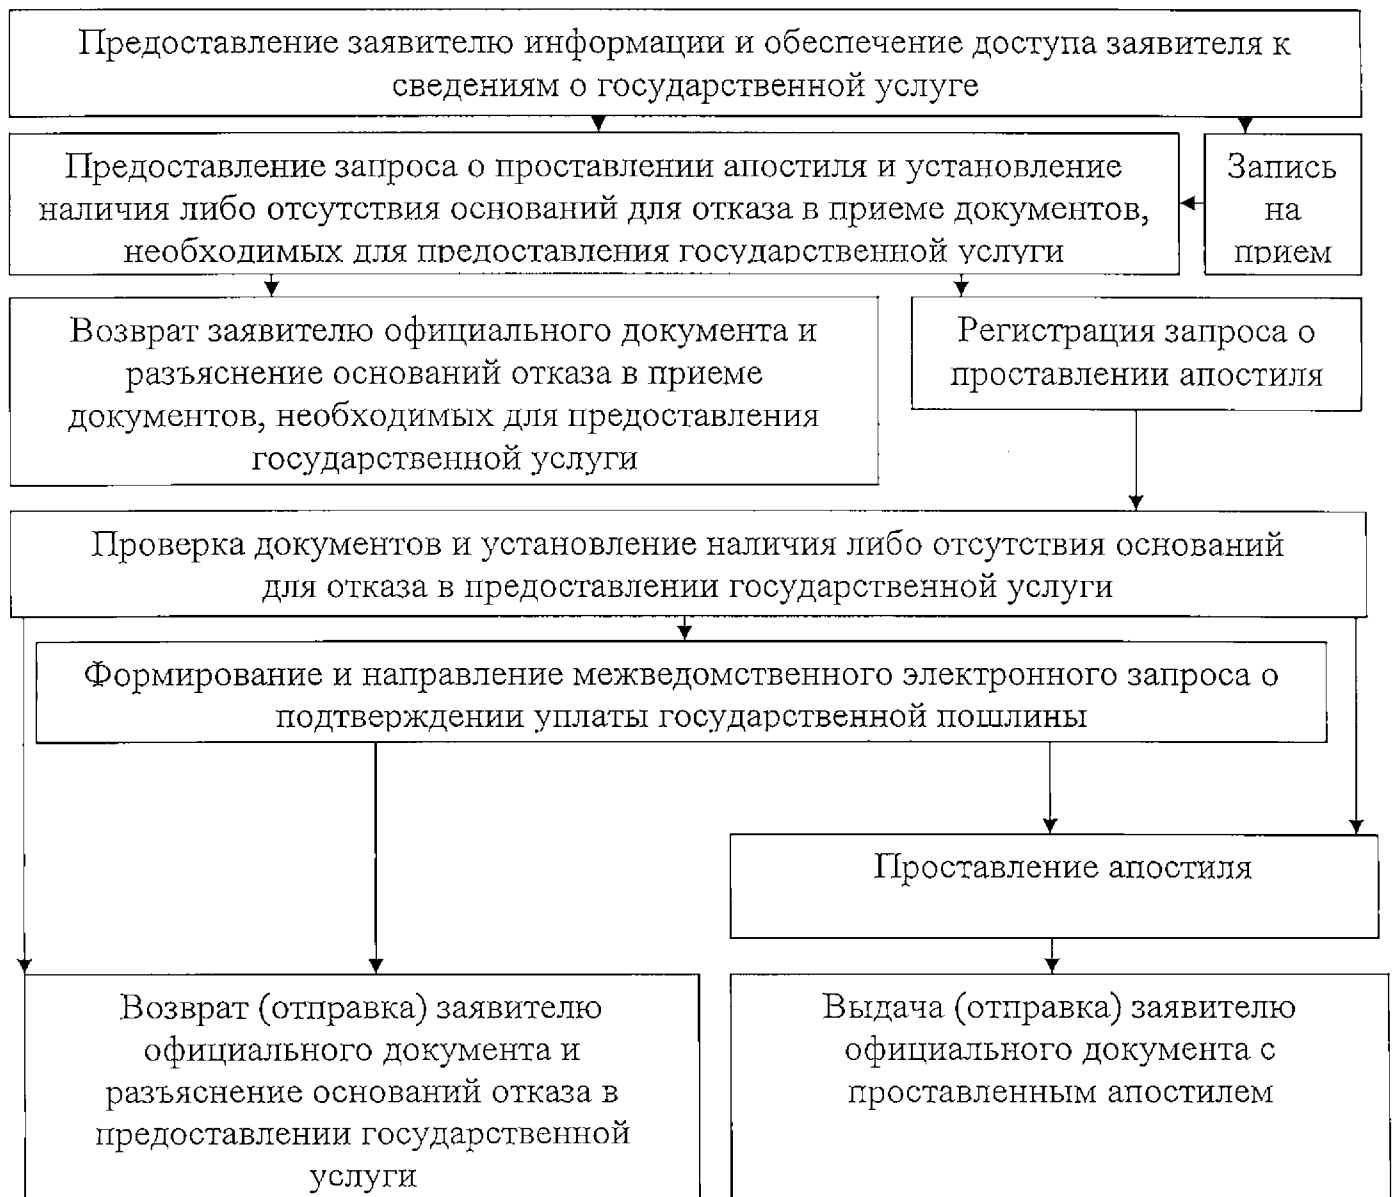 Предоставление заявителю информации и обеспечение доступа заявителя к
сведениям о государственной услуге
Предоставление запроса о проставлении апостиля и установление
наличия либо отсутствия оснований для отказа в приеме документов,
необходимых для предоставления государственной услуги
Запись
на
прием
Возврат заявителю официального документа и
разъяснение оснований отказа в приеме
документов, необходимых для предоставления
государственной услуги
Регистрация запроса о
проставлении апостиля
Проверка документов и установление наличия либо отсутствия оснований
для отказа в предоставлении государственной услуги
Формирование и направление межведомственного электронного запроса о
подтверждении уплаты государственной пошлины
Проставление апостиля
Возврат (отправка) заявителю
официального документа и
разъяснение оснований отказа в
предоставлении государственной
услуги
Выдача (отправка) заявителю
официального документа с
проставленным апостилем